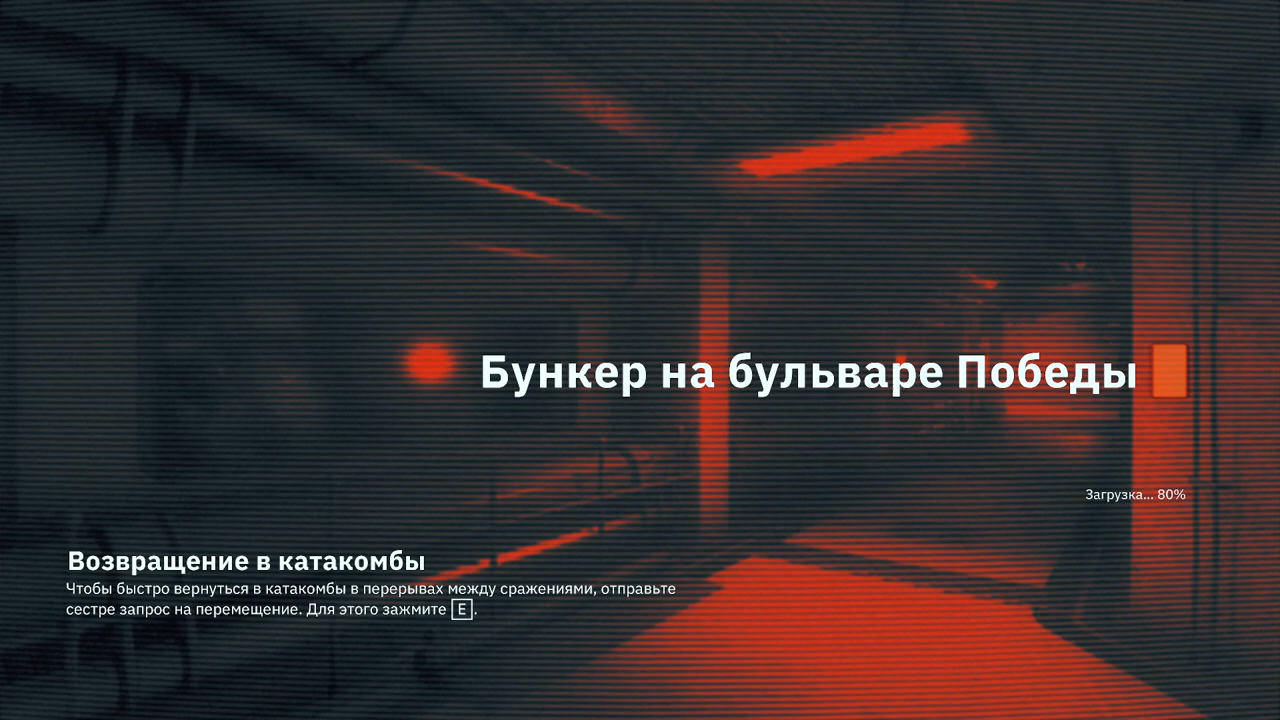 Бункер на бульваре Победы
Загрузка... 80%
Возвращение в катакомбы
Чтобы быстро вернуться в катакомбы в перерывах между сражениями, отправьте
сестре запрос на перемещение. Для этого зажмите E.